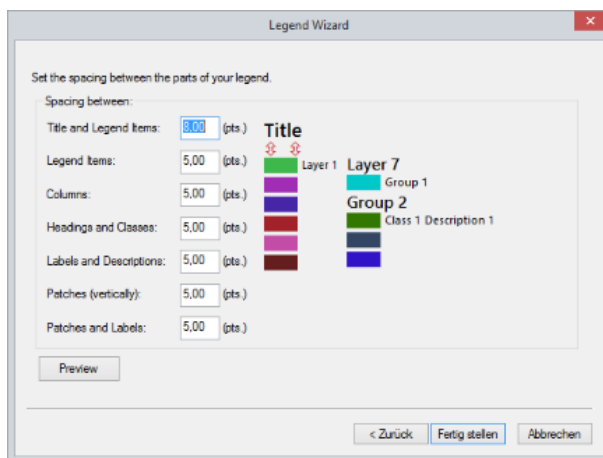 Legend Wizard
Set the spacing between the parts of your legend.
Spacing between:
Title and Legend Items: 8,00 (pts.)
Legend Items: 5,00 (pts.)
Columns: 5,00 (pts.)
Headings and Classes: 5,00 (pts.)
Labels and Descriptions: 5,00 (pts.)
Patches (vertically): 5,00 (pts.)
Patches and Labels: 5,00 (pts.)
Title
Layer 1
Layer 7
Group 1
Group 2
Class 1 Description 1
Preview
< Zurück Fertig stellen Abbrechen